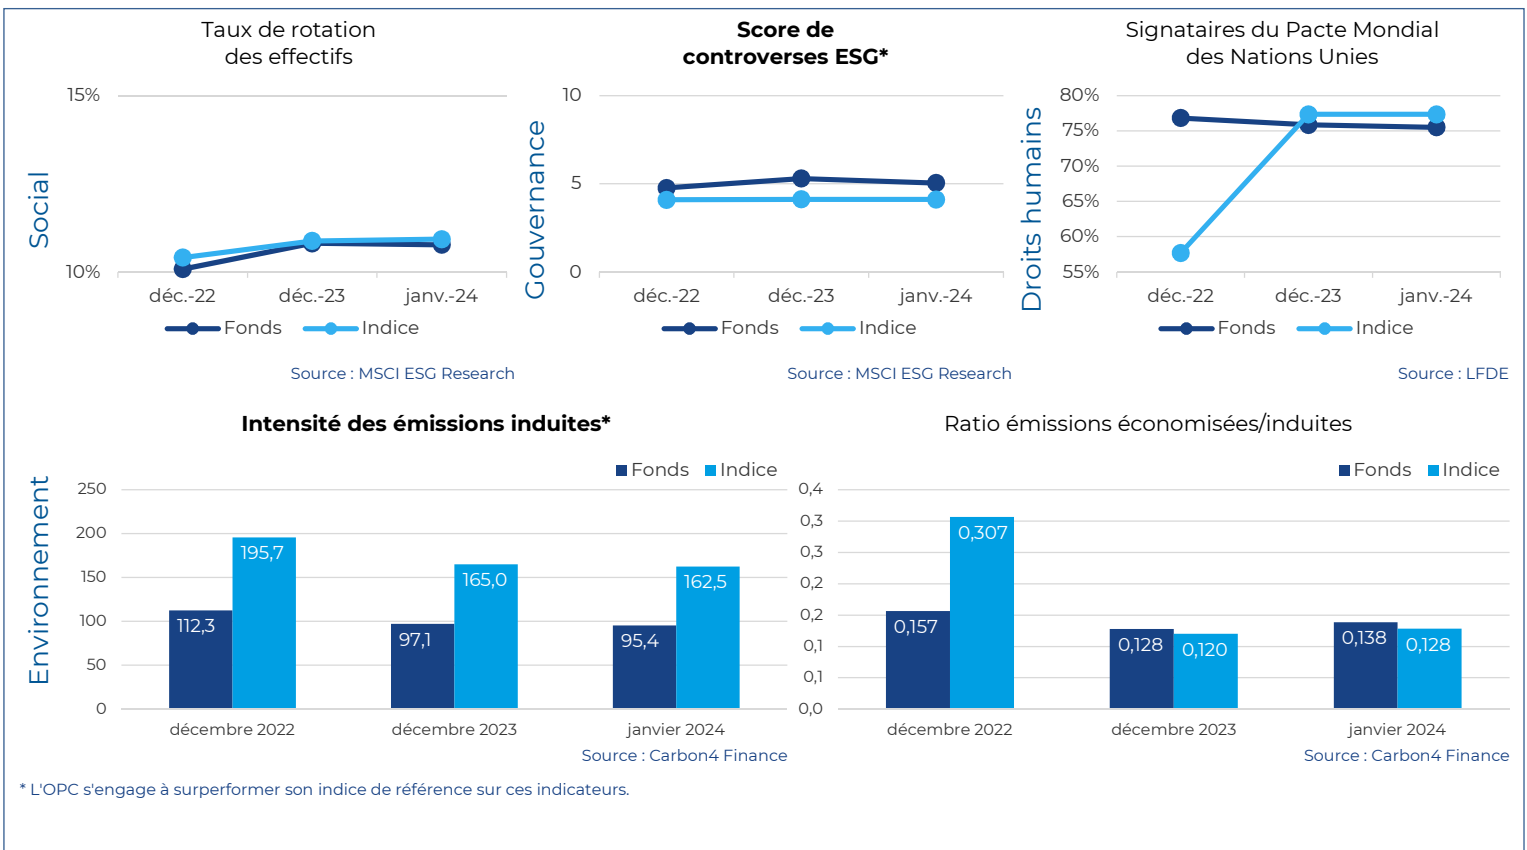 Taux de rotation
des effectifs
Social
15%
10%
déc.-22
déc.-23
janv.-24
Fonds
Indice
Source : MSCI ESG Research
Score de
controverses ESG*
Gouvernance
10
5
0
déc.-22
déc.-23
janv.-24
Fonds
Indice
Source : MSCI ESG Research
Signataires du Pacte Mondial
des Nations Unies
Droits humains
80%
75%
70%
65%
60%
55%
déc.-22
déc.-23
janv.-24
Fonds
Indice
Source : LFDE
Environnement
Intensité des émissions induites*
Fonds
Indice
250
200
150
100
50
0
112,3
195,7
97,1
165,0
95,4
162,5
décembre 2022
décembre 2023
janvier 2024
Source : Carbon4 Finance
Ratio émissions économisées/induites
Fonds
Indice
0,4
0,3
0,3
0,2
0,2
0,1
0,1
0,0
0,157
0,307
0,128
0,120
0,138
0,128
décembre 2022
décembre 2023
janvier 2024
Source : Carbon4 Finance
* L'OPC s'engage à surperformer son indice de référence sur ces indicateurs.